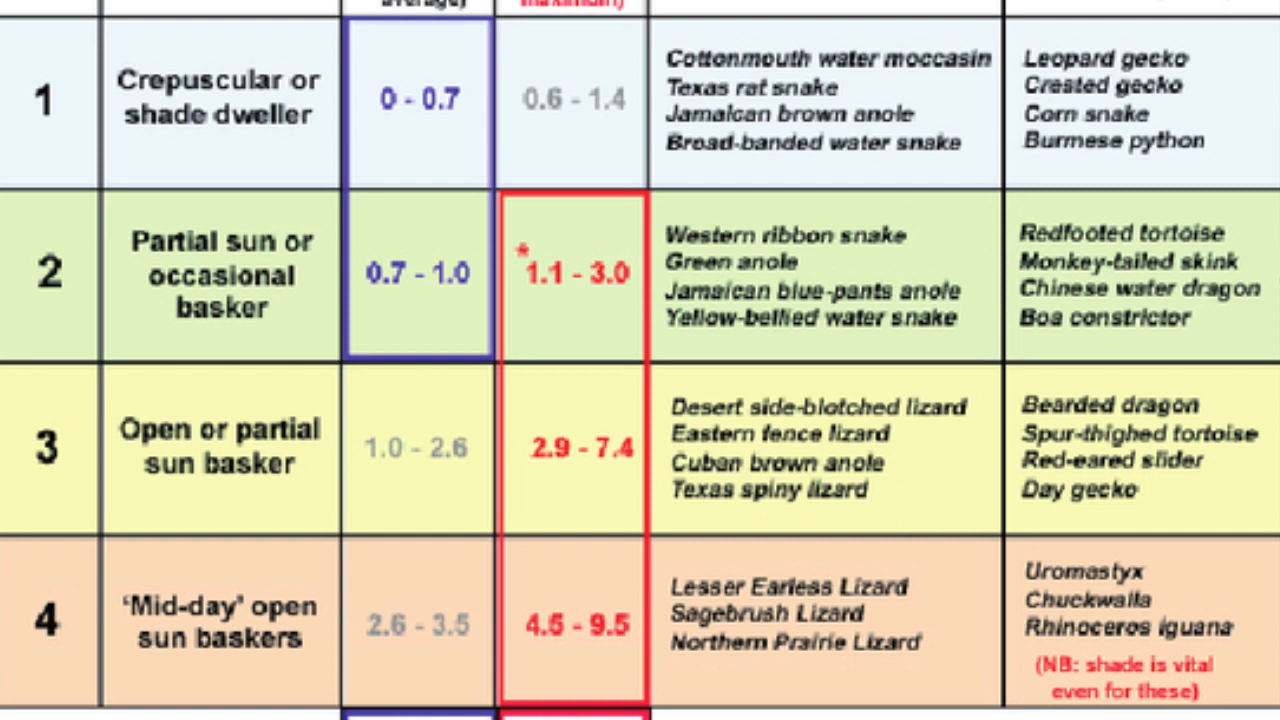 average)
maximum)
1
Crepuscular or
shade dweller
0 - 0.7
0.6 - 1.4
Cottonmouth water moccasin
Texas rat snake
Jamaican brown anole
Broad-banded water snake
Leopard gecko
Crested gecko
Corn snake
Burmese python
2
Partial sun or
occasional
basker
0.7 - 1.0
*1.1 - 3.0
Western ribbon snake
Green anole
Jamaican blue-pants anole
Yellow-bellied water snake
Redfooted tortoise
Monkey-tailed skink
Chinese water dragon
Boa constrictor
3
Open or partial
sun basker
1.0 - 2.6
2.9 - 7.4
Desert side-blotched lizard
Eastern fence lizard
Cuban brown anole
Texas spiny lizard
Bearded dragon
Spur-thighed tortoise
Red-eared slider
Day gecko
4
‘Mid-day’ open
sun baskers
2.6 - 3.5
4.5 - 9.5
Lesser Earless Lizard
Sagebrush Lizard
Northern Prairie Lizard
Uromastyx
Chuckwalla
Rhinoceros iguana
(NB: shade is vital
even for these)